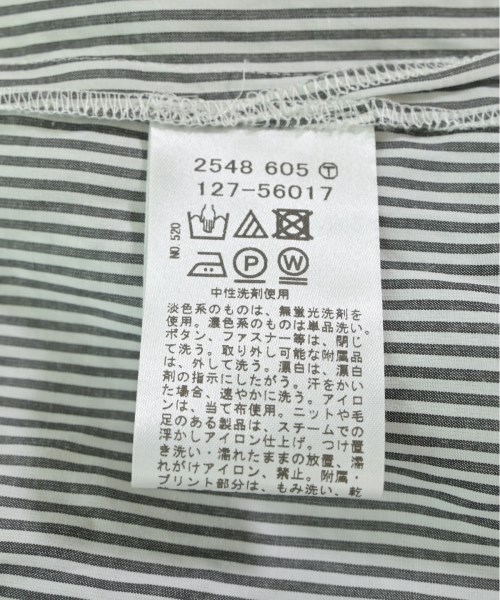 2548 605 Ⓣ
127-56017
NO. 520
P W
中性洗剤使用
淡色系のものは、無蛍光洗剤を
使用。濃色系のものは単品洗い。
ボタン、ファスナー等は、閉じ
て洗う。取り外し可能な附属品
は、外して洗う。漂白は、漂白
剤の指示にしたがう。汗をかい
た場合、速やかに洗う。アイロ
ンは、当て布使用。ニットや毛
足のある製品は、スチームでの
浮かしアイロン仕上げ。つけ置
き洗い・濡れたままの放置、濡
れがけアイロン、禁止。附属・
プリント部分は、もみ洗い、乾